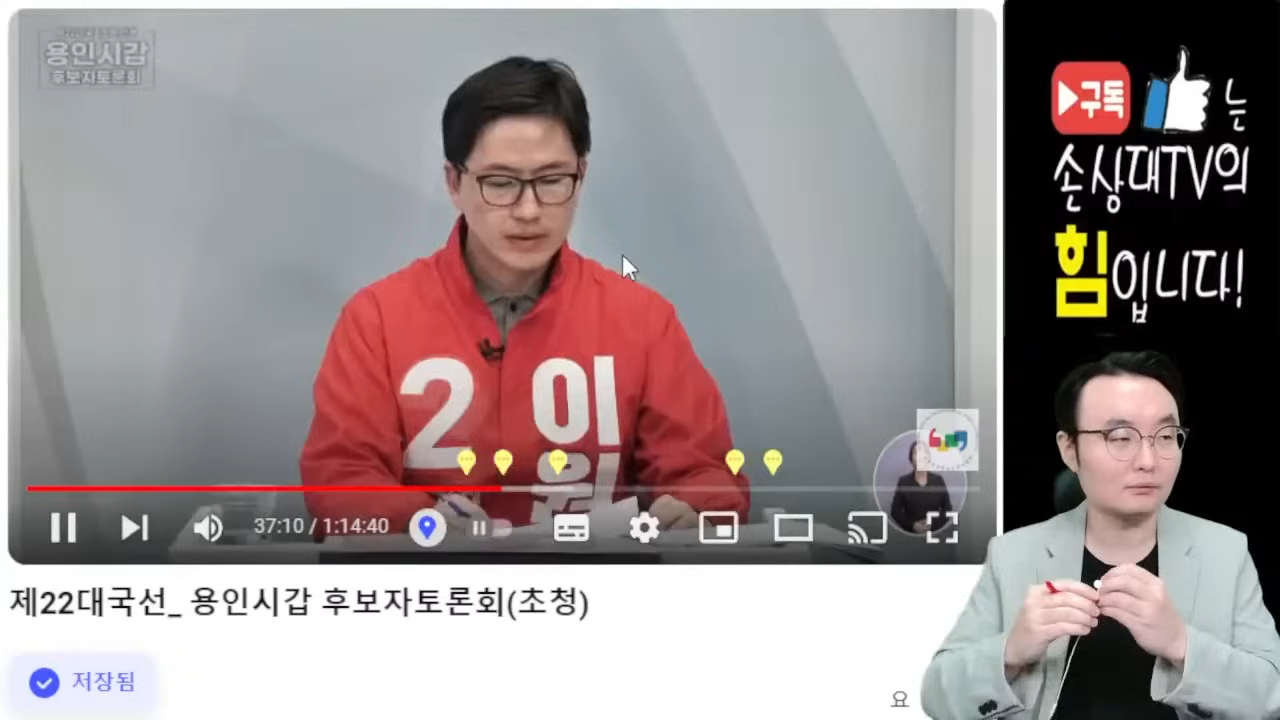 용인시갑
후보자토론회
2 이원
37:10 / 1:14:40
제22대국선_ 용인시갑 후보자토론회(초청)
저장됨
요
구독 는
손상대TV의
힘입니다!